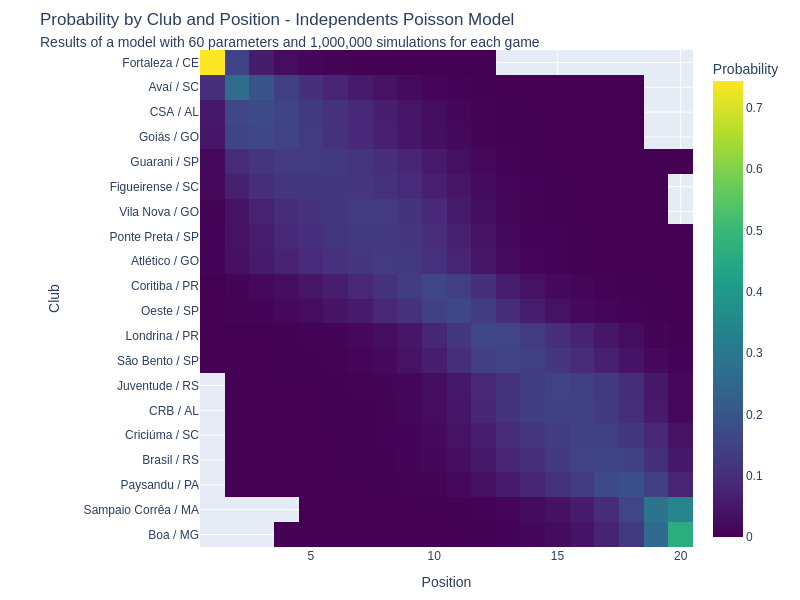 Probability by Club and Position - Independents Poisson Model
Results of a model with 60 parameters and 1,000,000 simulations for each game
Probability
Club
Fortaleza / CE
Avaí / SC
CSA / AL
Goiás / GO
Guarani / SP
Figueirense / SC
Vila Nova / GO
Ponte Preta / SP
Atlético / GO
Coritiba / PR
Oeste / SP
Londrina / PR
São Bento / SP
Juventude / RS
CRB / AL
Criciúma / SC
Brasil / RS
Paysandu / PA
Sampaio Corrêa / MA
Boa / MG
0.7
0.6
0.5
0.4
0.3
0.2
0.1
0
5 10 15 20
Position